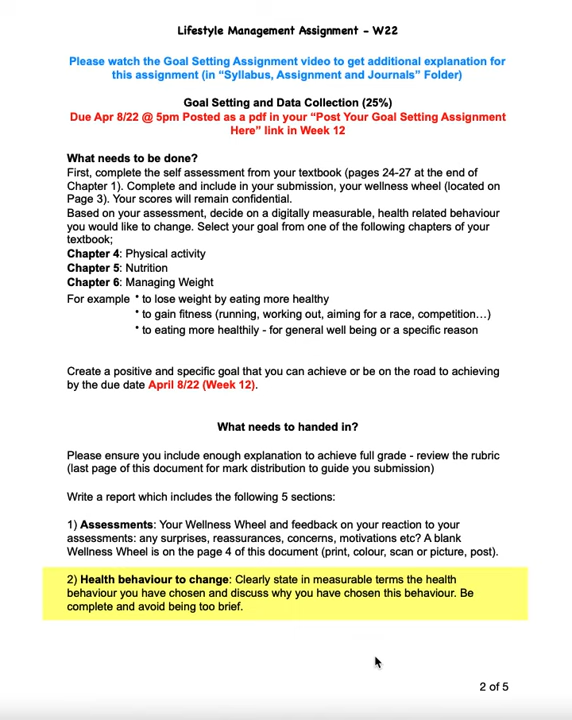 Lifestyle Management Assignment - W22
Please watch the Goal Setting Assignment video to get additional explanation for
this assignment (in “Syllabus, Assignment and Journals” Folder)
Goal Setting and Data Collection (25%)
Due Apr 8/22 @ 5pm Posted as a pdf in your “Post Your Goal Setting Assignment
Here” link in Week 12
What needs to be done?
First, complete the self assessment from your textbook (pages 24-27 at the end of
Chapter 1). Complete and include in your submission, your wellness wheel (located on
Page 3). Your scores will remain confidential.
Based on your assessment, decide on a digitally measurable, health related behaviour
you would like to change. Select your goal from one of the following chapters of your
textbook;
Chapter 4: Physical activity
Chapter 5: Nutrition
Chapter 6: Managing Weight
For example * to lose weight by eating more healthy
* to gain fitness (running, working out, aiming for a race, competition…)
* to eating more healthily - for general well being or a specific reason
Create a positive and specific goal that you can achieve or be on the road to achieving
by the due date April 8/22 (Week 12).
What needs to handed in?
Please ensure you include enough explanation to achieve full grade - review the rubric
(last page of this document for mark distribution to guide you submission)
Write a report which includes the following 5 sections:
1) Assessments: Your Wellness Wheel and feedback on your reaction to your
assessments: any surprises, reassurances, concerns, motivations etc? A blank
Wellness Wheel is on the page 4 of this document (print, colour, scan or picture, post).
2) Health behaviour to change: Clearly state in measurable terms the health
behaviour you have chosen and discuss why you have chosen this behaviour. Be
complete and avoid being too brief.
2 of 5